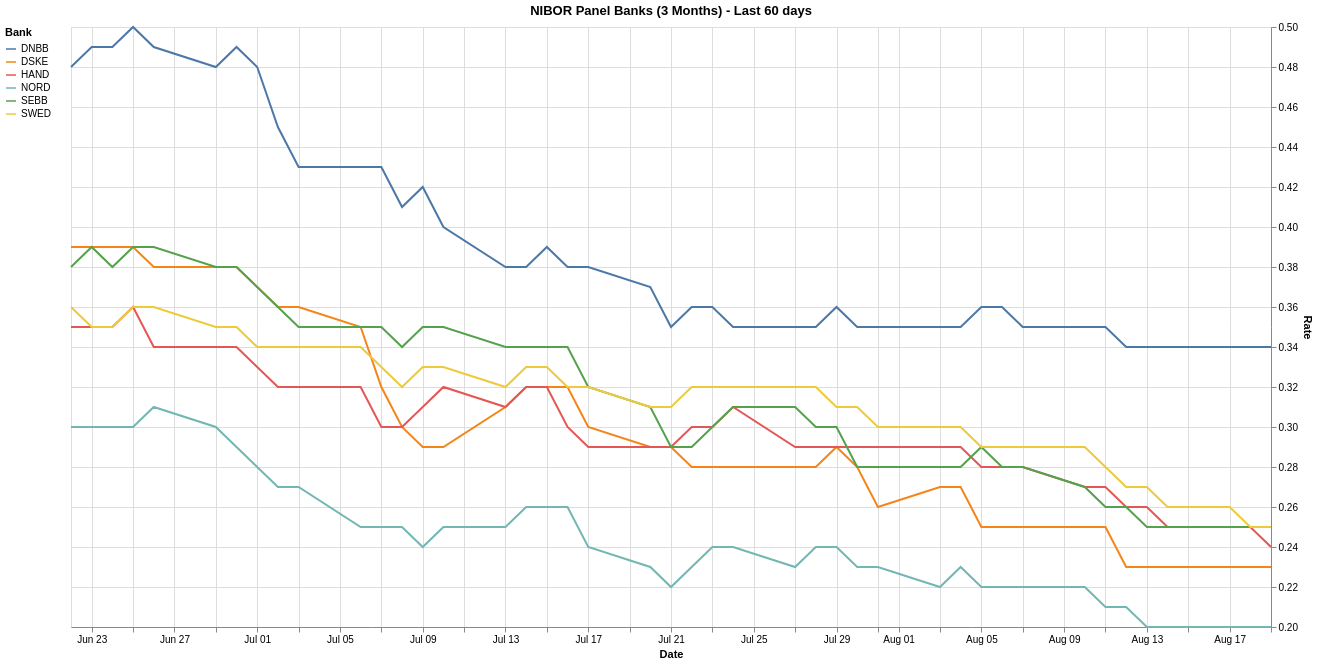 NIBOR Panel Banks (3 Months) - Last 60 days
Bank
DNBB
DSKE
HAND
NORD
SEBB
SWED
0.50
0.48
0.46
0.44
0.42
0.40
0.38
0.36
0.34
0.32
0.30
0.28
0.26
0.24
0.22
0.20
Rate
Jun 23 Jun 27 Jul 01 Jul 05 Jul 09 Jul 13 Jul 17 Jul 21 Jul 25 Jul 29 Aug 01 Aug 05 Aug 09 Aug 13 Aug 17
Date